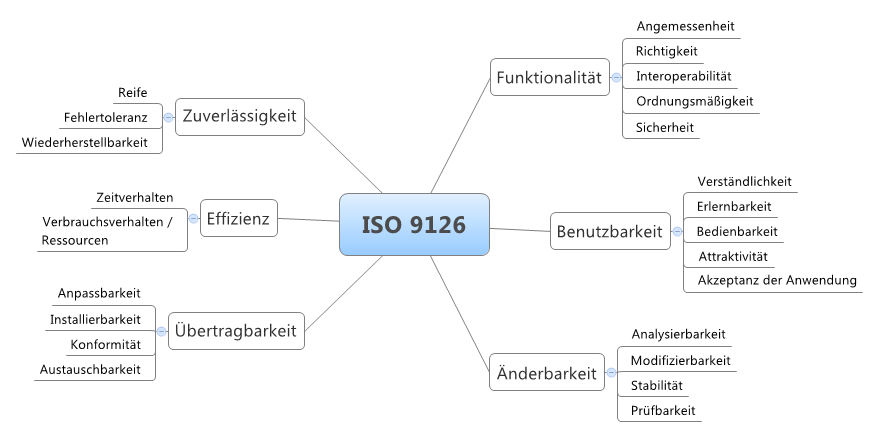 ISO 9126
Funktionalität
Angemessenheit
Richtigkeit
Interoperabilität
Ordnungsmäßigkeit
Sicherheit
Benutzbarkeit
Verständlichkeit
Erlernbarkeit
Bedienbarkeit
Attraktivität
Akzeptanz der Anwendung
Änderbarkeit
Analysierbarkeit
Modifizierbarkeit
Stabilität
Prüfbarkeit
Zuverlässigkeit
Reife
Fehlertoleranz
Wiederherstellbarkeit
Effizienz
Zeitverhalten
Verbrauchsverhalten /
Ressourcen
Übertragbarkeit
Anpassbarkeit
Installierbarkeit
Konformität
Austauschbarkeit